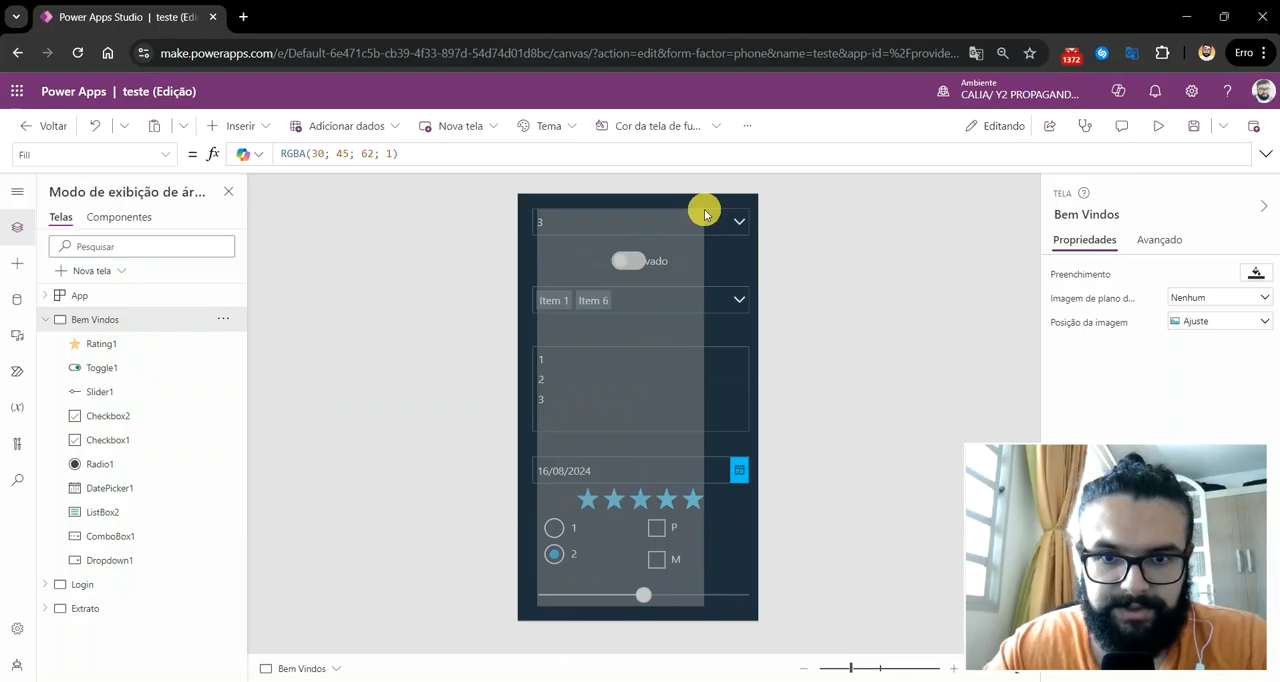 Power Apps Studio | teste (Edi
make.powerapps.com/e/Default-6e471c5b-cb39-4f33-897d-54d74d01d8bc/canvas/?action=edit&form-factor=phone&name=teste&app-id=%2Fprovide...
1372
Erro
Power Apps | teste (Edição)
Ambiente
CALIA/ Y2 PROPAGAND...
Voltar
Inserir
Adicionar dados
Nova tela
Tema
Cor da tela de fu...
Editando
Fill
= fx
RGBA(30; 45; 62; 1)
Modo de exibição de ár...
Telas
Componentes
Pesquisar
Nova tela
App
Bem Vindos
Rating1
Toggle1
Slider1
Checkbox2
Checkbox1
Radio1
DatePicker1
ListBox2
ComboBox1
Dropdown1
Login
Extrato
3
vado
Item 1 Item 6
1
2
3
16/08/2024
1
P
2
M
Bem Vindos
TELA
Bem Vindos
Propriedades
Avançado
Preenchimento
Imagem de plano d...
Nenhum
Posição da imagem
Ajuste